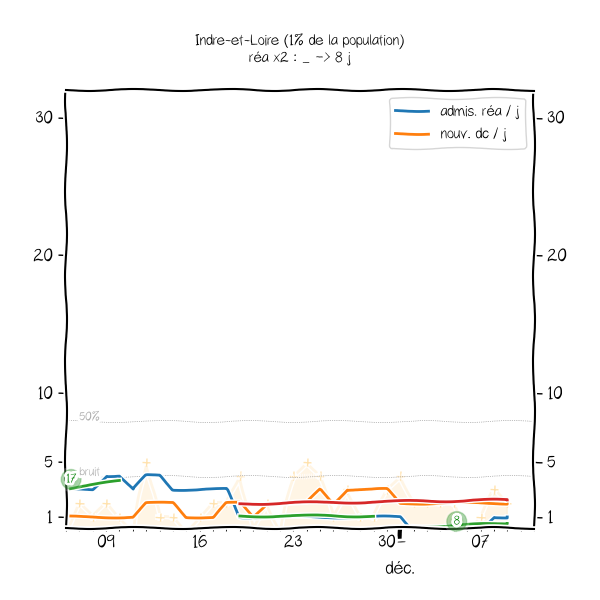 Indre-et-Loire (1% de la population)
réa x2 : _ -> 8 j
admis. réa / j
nouv. dc / j
30 30
20 20
10 10
50%
5 5
bruit
17
8
1 1
09 16 23 30 07
déc.